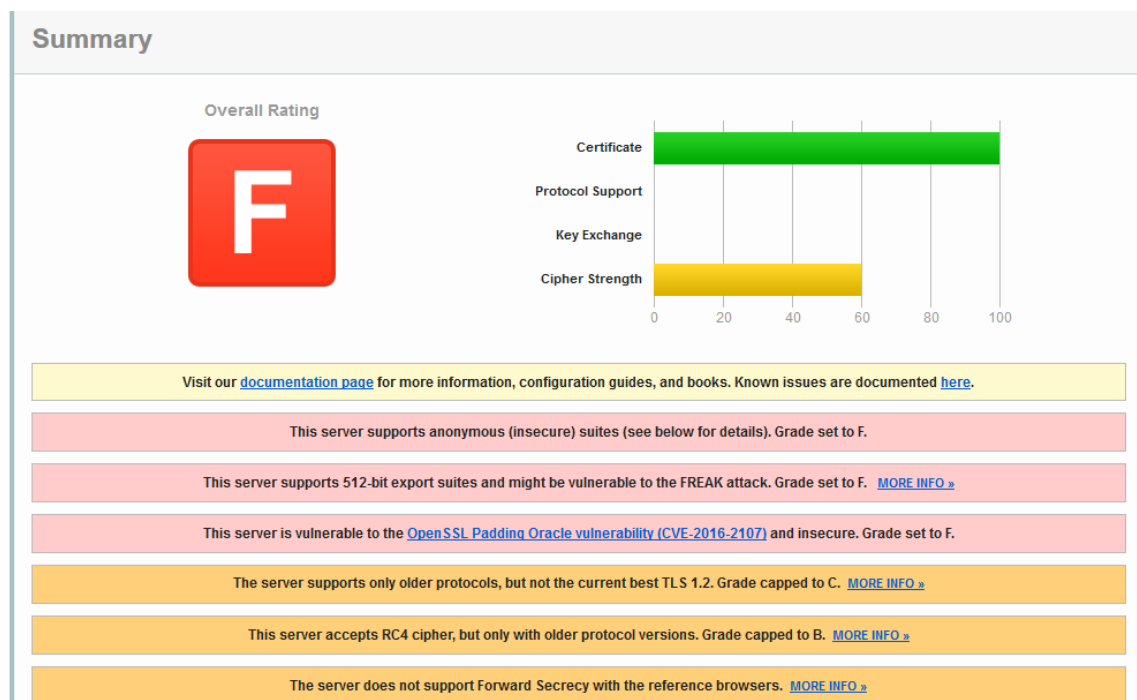 Summary
Overall Rating
F
Certificate
Protocol Support
Key Exchange
Cipher Strength
0 20 40 60 80 100
Visit our documentation page for more information, configuration guides, and books. Known issues are documented here.
This server supports anonymous (insecure) suites (see below for details). Grade set to F.
This server supports 512-bit export suites and might be vulnerable to the FREAK attack. Grade set to F. MORE INFO »
This server is vulnerable to the OpenSSL Padding Oracle vulnerability (CVE-2016-2107) and insecure. Grade set to F.
The server supports only older protocols, but not the current best TLS 1.2. Grade capped to C. MORE INFO »
This server accepts RC4 cipher, but only with older protocol versions. Grade capped to B. MORE INFO »
The server does not support Forward Secrecy with the reference browsers. MORE INFO »